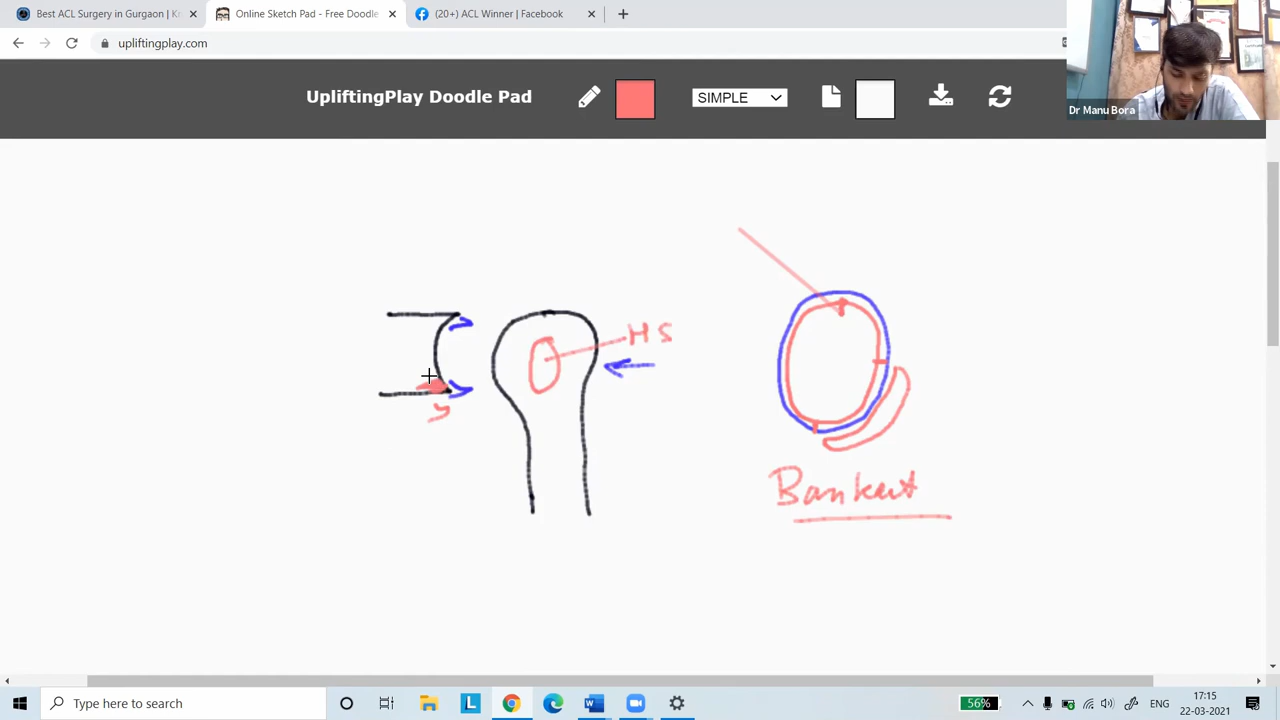 Best ACL Surgery in Gurgaon | K
Online Sketch Pad - Free Doodle
(20+) ACL Winner | Facebook
upliftingplay.com
UpliftingPlay Doodle Pad
SIMPLE
Dr Manu Bora
HS
Bankart
Type here to search
56%
ENG
17:15
22-03-2021